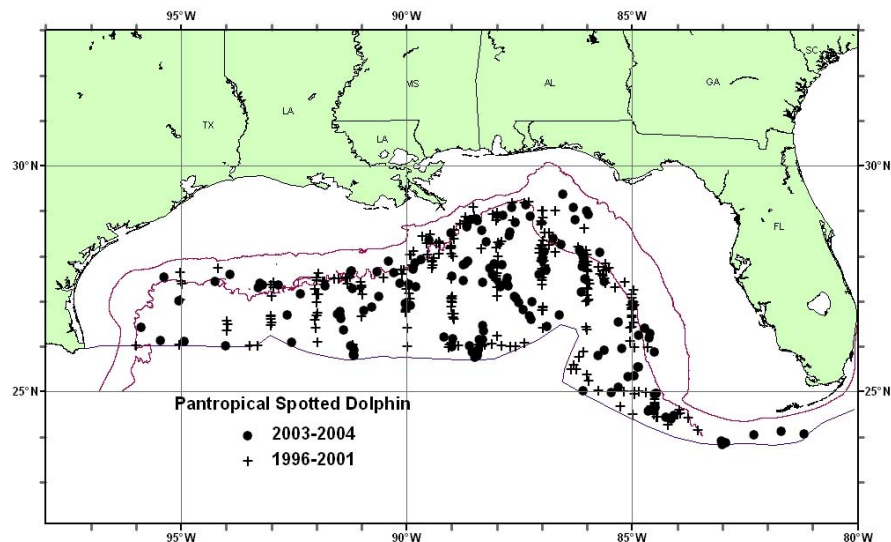 95°W 90°W 85°W 80°W
SC
MS AL GA
LA
TX
LA
30°N 30°N
FL
25°N 25°N
Pantropical Spotted Dolphin
2003-2004
1996-2001
95°W 90°W 85°W 80°W